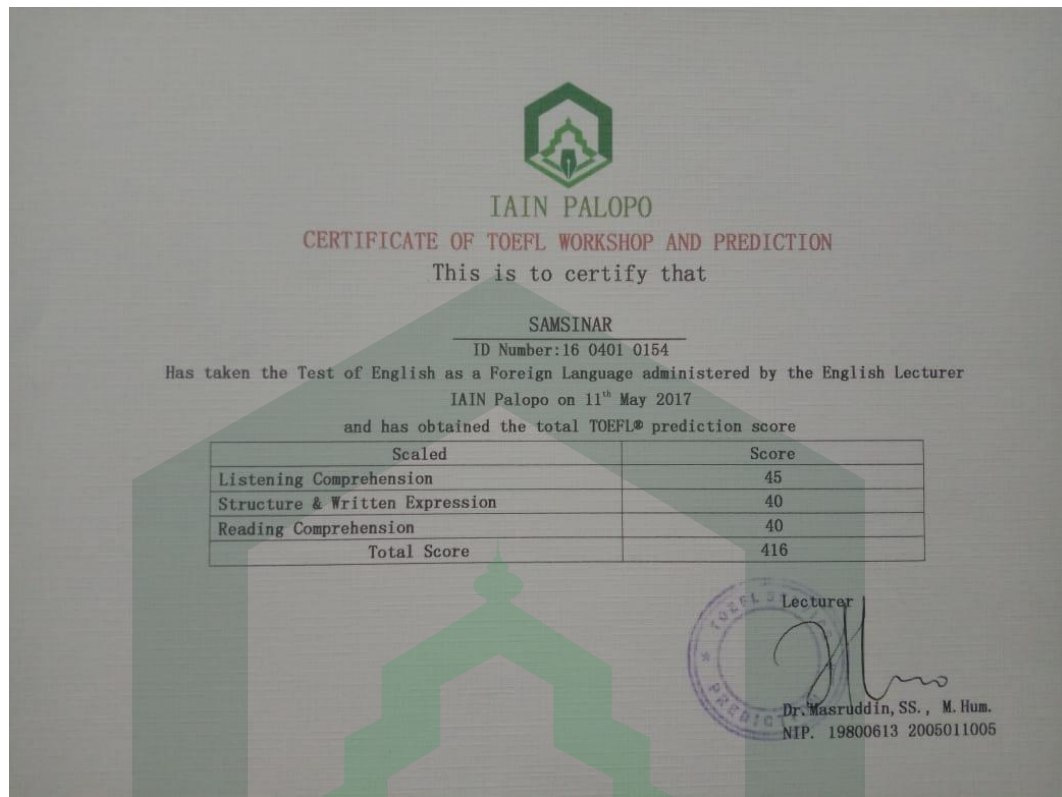 IAIN PALOPO
CERTIFICATE OF TOEFL WORKSHOP AND PREDICTION
This is to certify that
SAMSINAR
ID Number:16 0401 0154
Has taken the Test of English as a Foreign Language administered by the English Lecturer
IAIN Palopo on 11th May 2017
and has obtained the total TOEFL® prediction score
Scaled Score
Listening Comprehension 45
Structure & Written Expression 40
Reading Comprehension 40
Total Score 416
Lecturer
TOEFL
PREDICTION
Dr. Masruddin, SS., M. Hum.
NIP. 19800613 2005011005